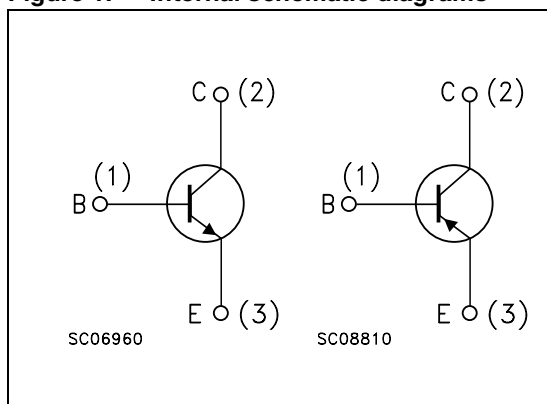 Figure 1. Internal schematic diagrams
C (2) C (2)
(1) (1)
B B
E (3) E (3)
SC06960 SC08810